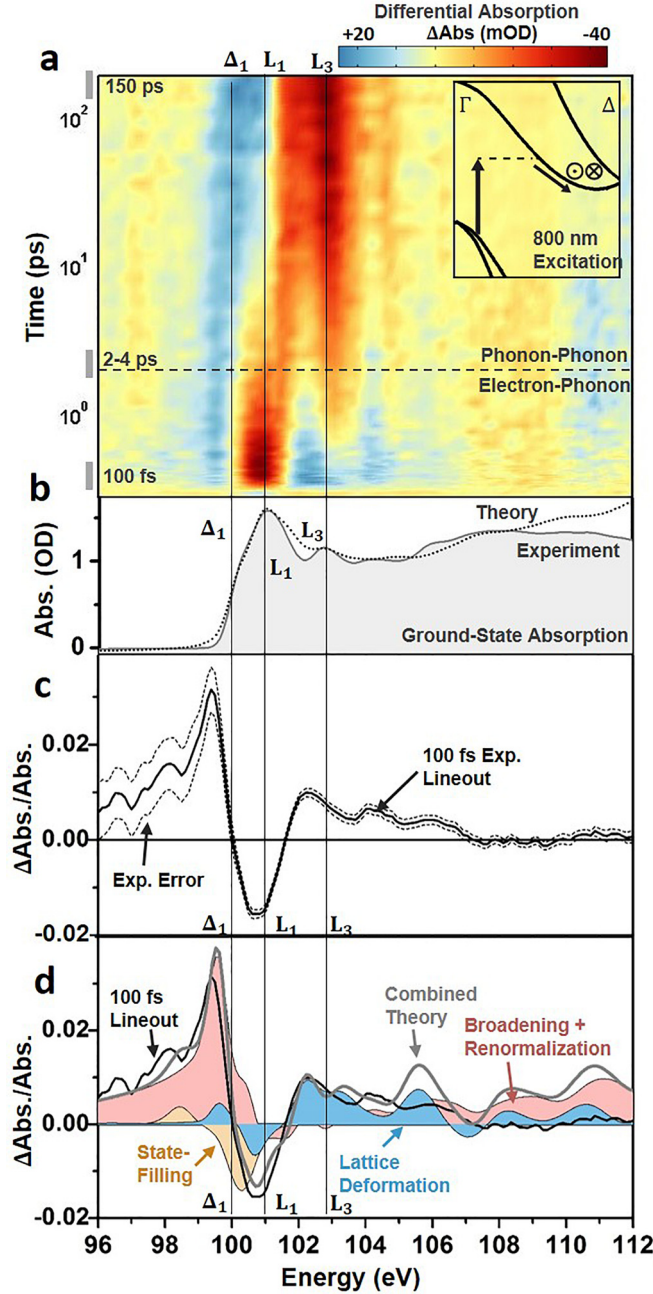 Differential Absorption
+20 ΔAbs (mOD) -40
a
Δ₁ L₁ L₃
150 ps
10²
Γ Δ
800 nm
Excitation
10¹
Time (ps)
2-4 ps
Phonon-Phonon
Electron-Phonon
10⁰
100 fs
b
Δ₁ L₃ Theory
L₁ Experiment
1
Abs. (OD)
0
Ground-State Absorption
c
0.02
100 fs Exp.
Lineout
ΔAbs./Abs.
0.00
Exp. Error
-0.02
Δ₁ L₁ L₃
d
100 fs
Lineout
Combined
Theory
Broadening +
Renormalization
0.02
ΔAbs./Abs.
0.00
State-
Filling
Lattice
Deformation
-0.02
Δ₁ L₁ L₃
96 98 100 102 104 106 108 110 112
Energy (eV)